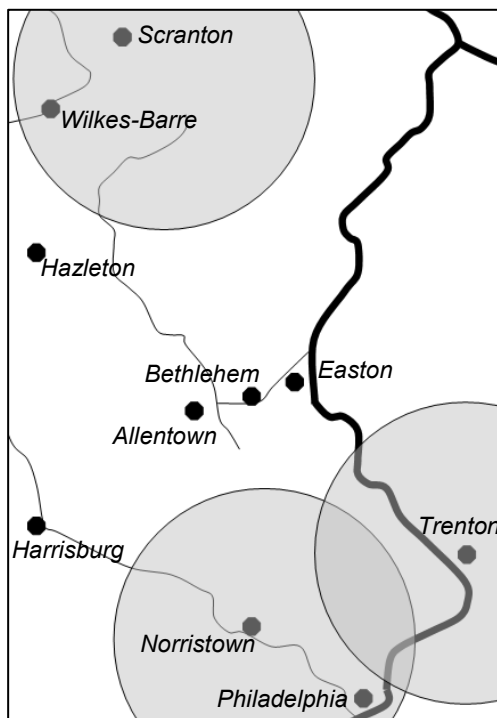 Scranton
Wilkes-Barre
Hazleton
Bethlehem
Easton
Allentown
Trenton
Harrisburg
Norristown
Philadelphia